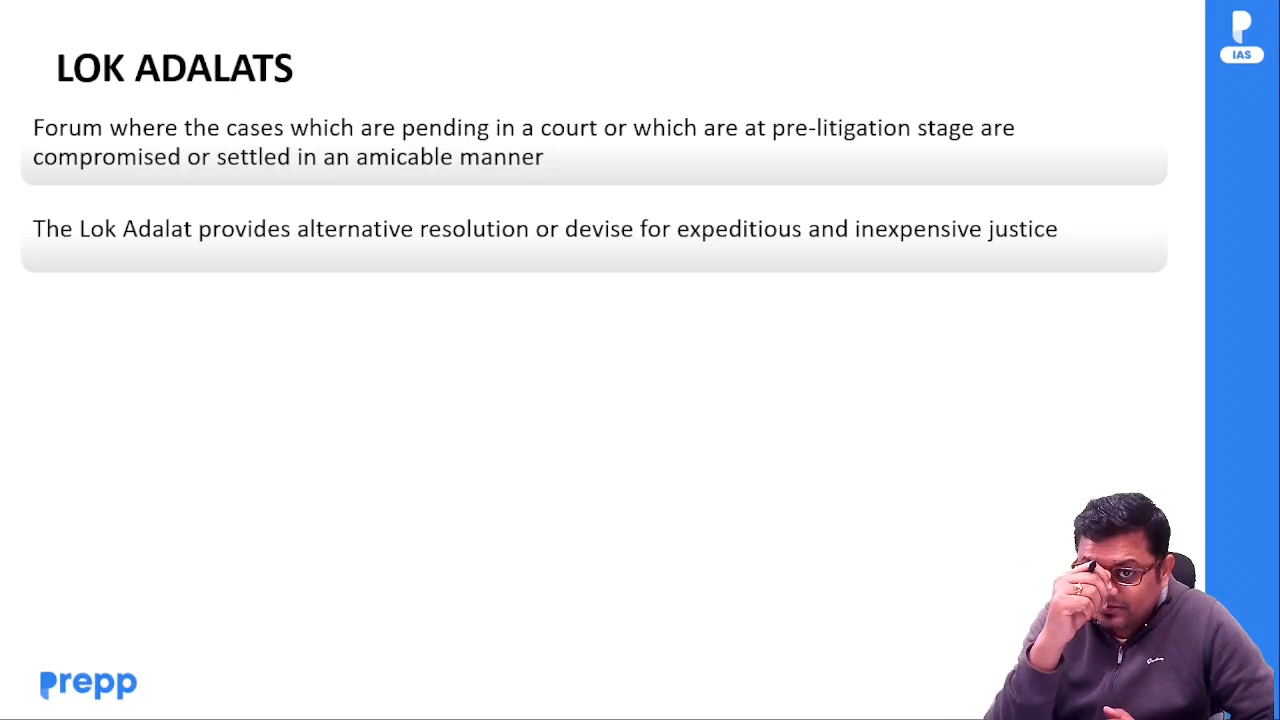 LOK ADALATS
Forum where the cases which are pending in a court or which are at pre-litigation stage are
compromised or settled in an amicable manner
The Lok Adalat provides alternative resolution or devise for expeditious and inexpensive justice
IAS
prepp